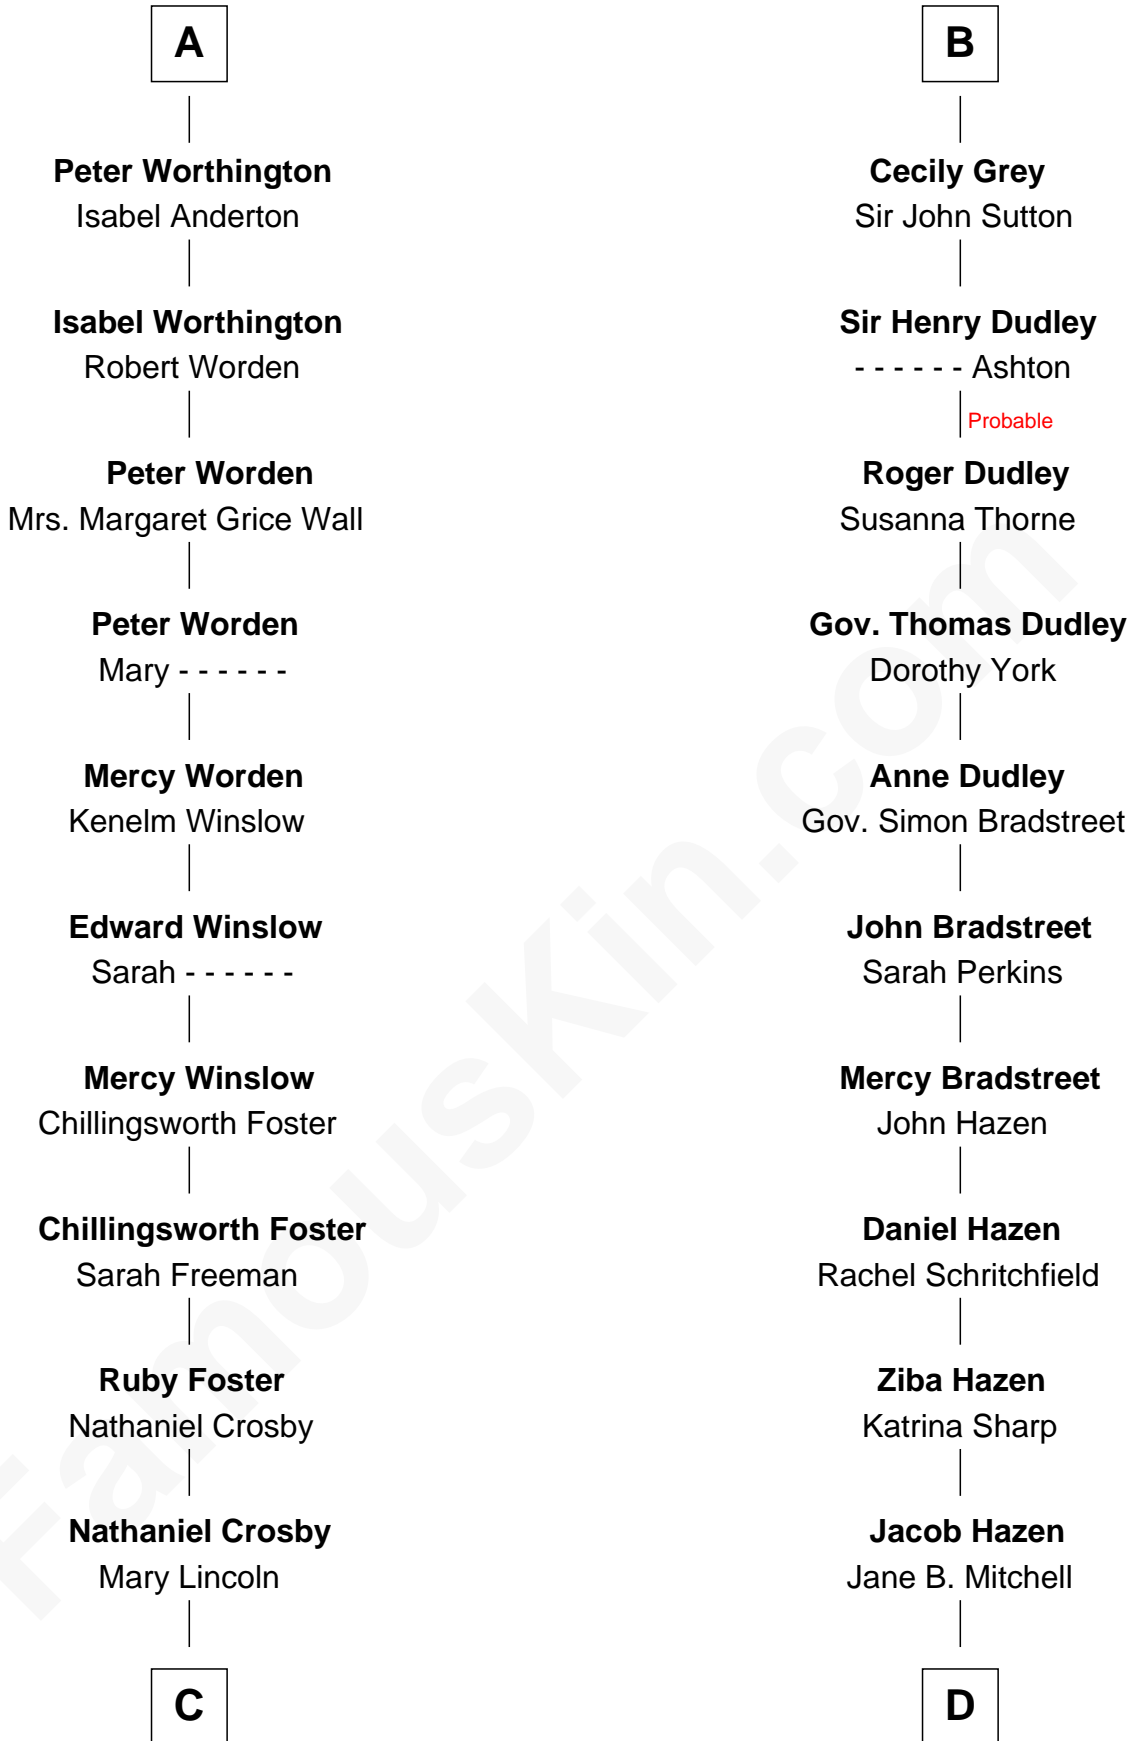 A
Peter Worthington
Isabel Anderton
Isabel Worthington
Robert Worden
Peter Worden
Mrs. Margaret Grice Wall
Peter Worden
Mary - - - - - -
Mercy Worden
Kenelm Winslow
Edward Winslow
Sarah - - - - - -
Mercy Winslow
Chillingsworth Foster
Chillingsworth Foster
Sarah Freeman
Ruby Foster
Nathaniel Crosby
Nathaniel Crosby
Mary Lincoln
C
B
Cecily Grey
Sir John Sutton
Sir Henry Dudley
- - - - - - Ashton
Probable
Roger Dudley
Susanna Thorne
Gov. Thomas Dudley
Dorothy York
Anne Dudley
Gov. Simon Bradstreet
John Bradstreet
Sarah Perkins
Mercy Bradstreet
John Hazen
Daniel Hazen
Rachel Schritchfield
Ziba Hazen
Katrina Sharp
Jacob Hazen
Jane B. Mitchell
D
FamousKin.com